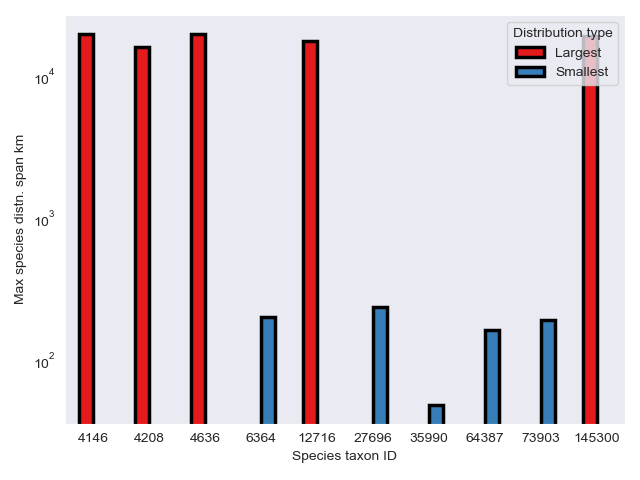 Distribution type
Largest
Smallest
10^4
10^3
10^2
Max species distn. span km
4146 4208 4636 6364 12716 27696 35990 64387 73903 145300
Species taxon ID